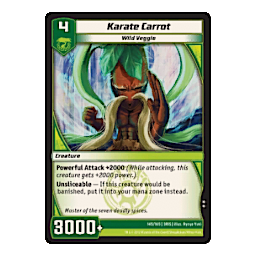 4
Karate Carrot
Wild Veggie
Creature
Powerful Attack +2000 (While attacking, this
creature gets +2000 power.)
Unsliceable — If this creature would be
banished, put it into your mana zone instead.
Master of the seven deadly spices.
3000+